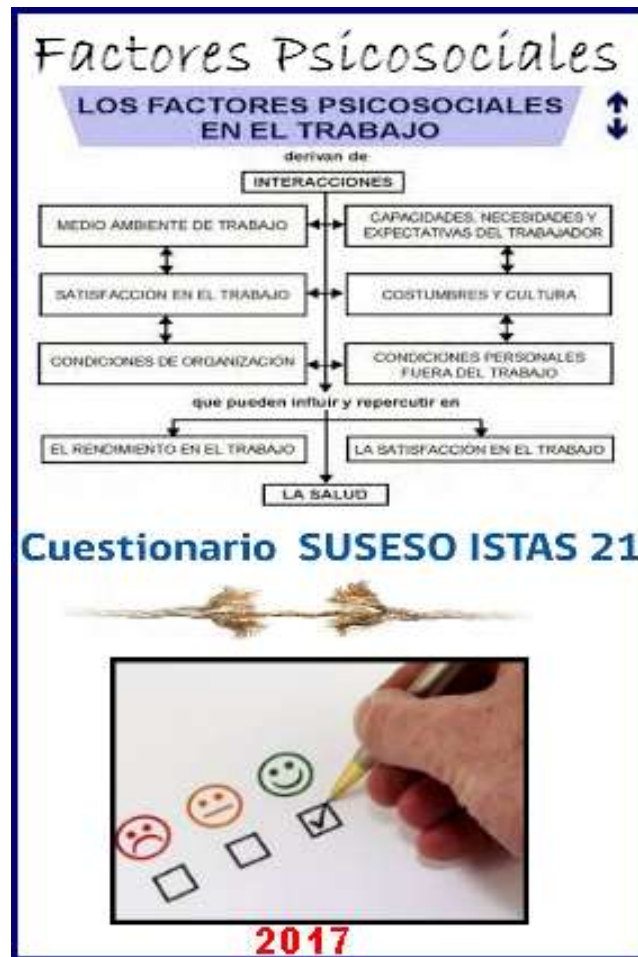 Factores Psicosociales
LOS FACTORES PSICOSOCIALES
EN EL TRABAJO
derivan de
INTERACCIONES
MEDIO AMBIENTE DE TRABAJO
CAPACIDADES, NECESIDADES Y
EXPECTATIVAS DEL TRABAJADOR
SATISFACCION EN EL TRABAJO
COSTUMBRES Y CULTURA
CONDICIONES DE ORGANIZACIÓN
CONDICIONES PERSONALES
FUERA DEL TRABAJO
que pueden influir y repercutir en
EL RENDIMIENTO EN EL TRABAJO
LA SATISFACCIÓN EN EL TRABAJO
LA SALUD
Cuestionario SUSESO ISTAS 21
2017